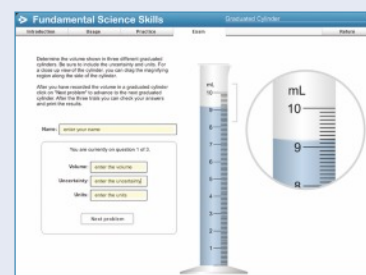 Fundamental Science Skills
Graduated Cylinder
Introduction
Usage
Practice
Exam
Return
Determine the volume shown in three different graduated
cylinders. Be sure to include the uncertainty and units. For
a close up view of the cylinder, you can drag the magnifying
region along the side of the cylinder.
After you have recorded the volume in a graduated cylinder
click on "Next problem" to advance to the next graduated
cylinder. After the three trials you can check your answers
and print the results.
Name: enter your name
You are currently on question 1 of 3.
Volume: enter the volume
Uncertainty: enter the uncertainty
Units: enter the units
Next problem
mL
9
8
7
6
5
4
3
2
1
mL
10
9
8